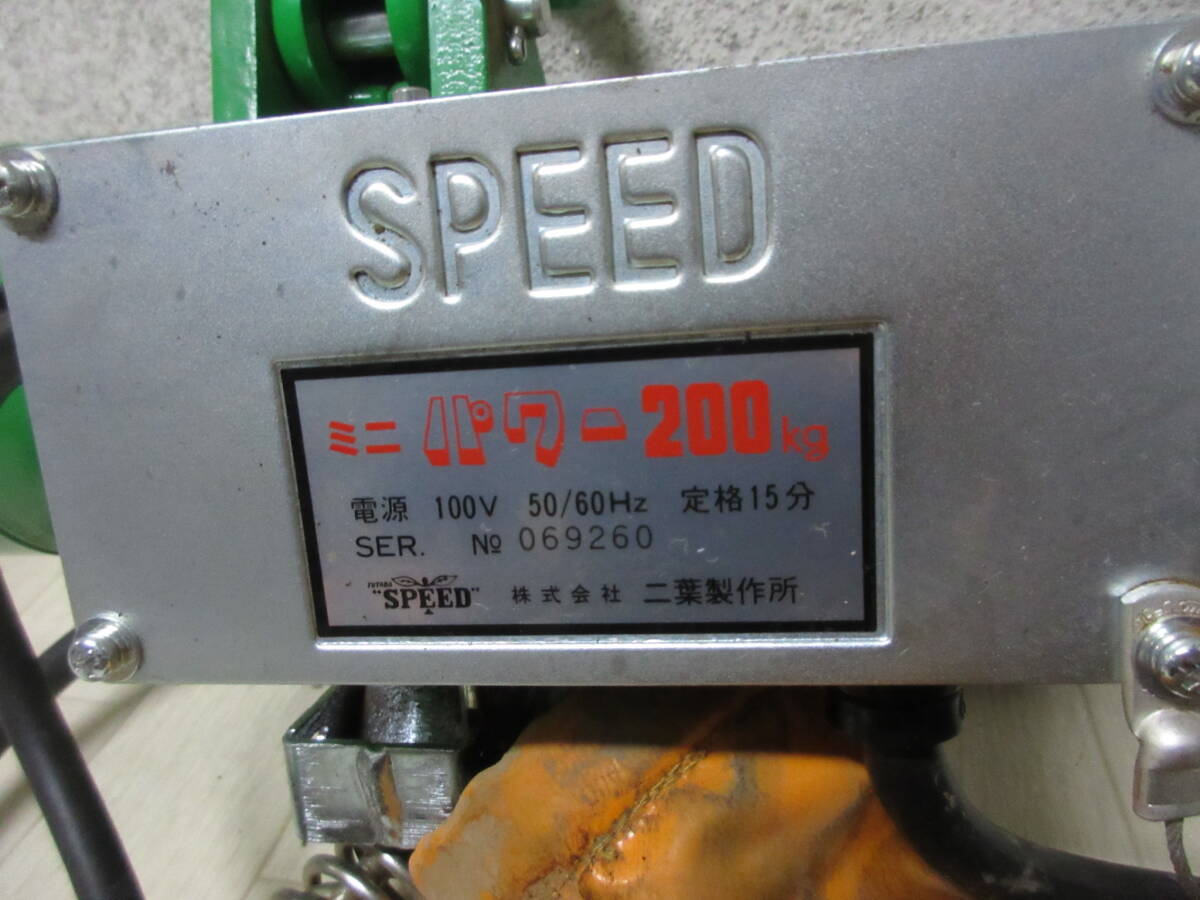 SPEED
ミニ パワー 200kg
電源 100V 50/60Hz 定格15分
SER. № 069260
FUTABA "SPEED" 株式会社 二葉製作所